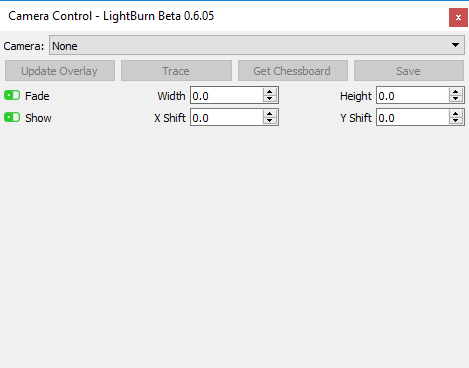 Camera Control - LightBurn Beta 0.6.05
Camera: None
Update Overlay Trace Get Chessboard Save
Fade Width 0.0 Height 0.0
Show X Shift 0.0 Y Shift 0.0